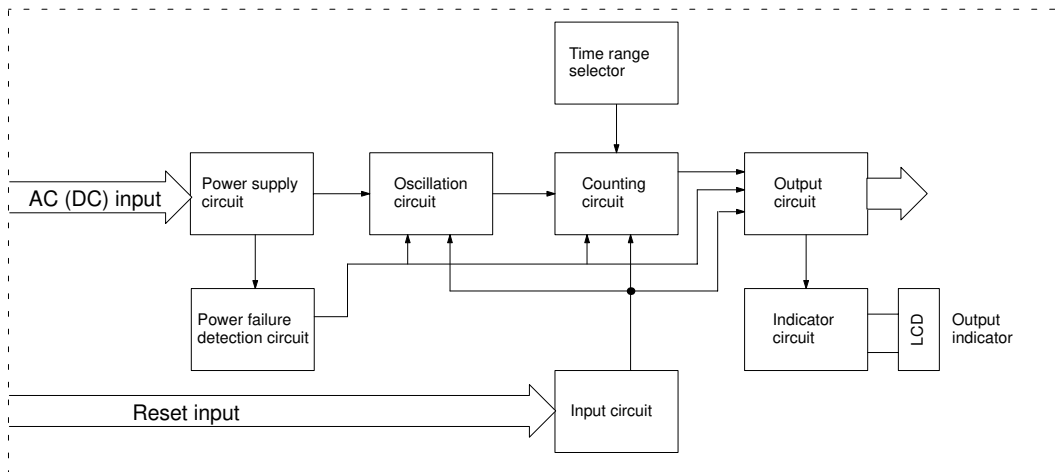 Time range
selector
AC (DC) input
Power supply
circuit
Oscillation
circuit
Counting
circuit
Output
circuit
Power failure
detection circuit
Indicator
circuit
LCD
Output
indicator
Reset input
Input circuit